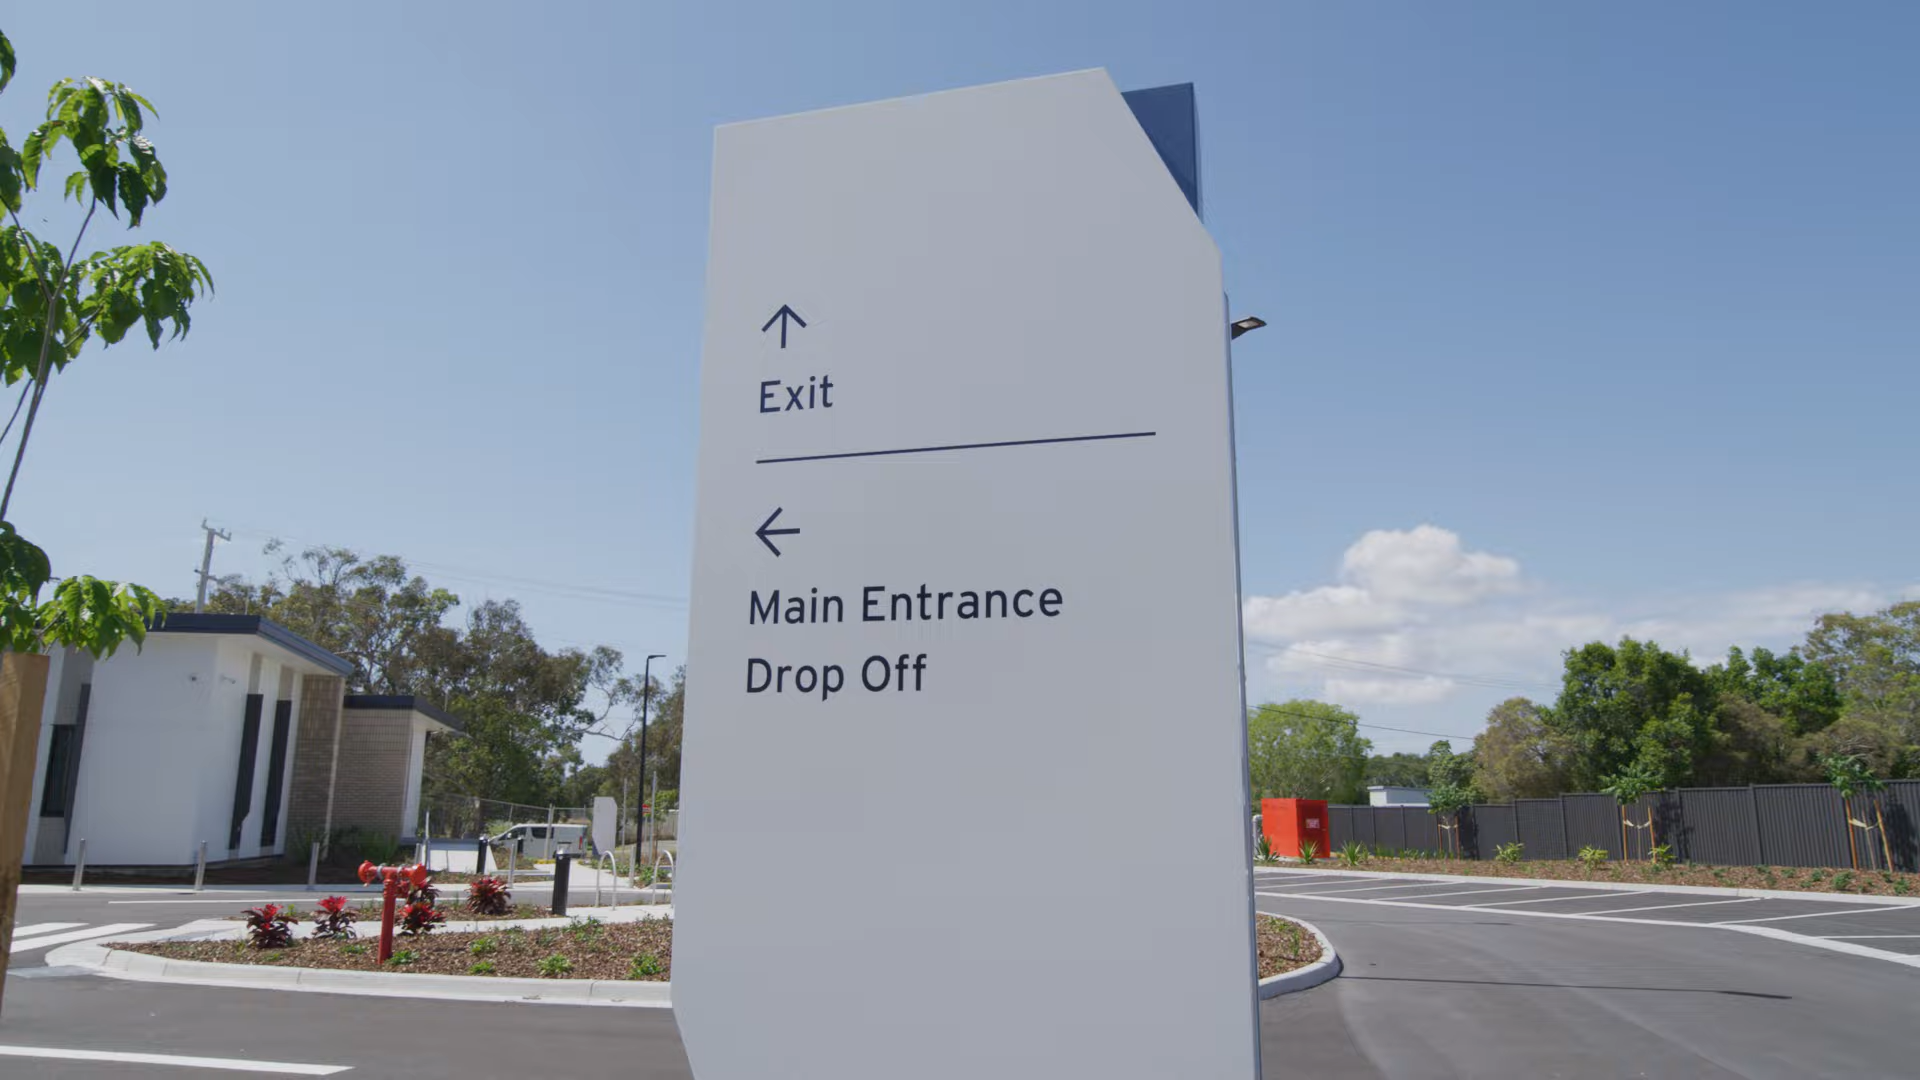 ↑
Exit
←
Main Entrance
Drop Off